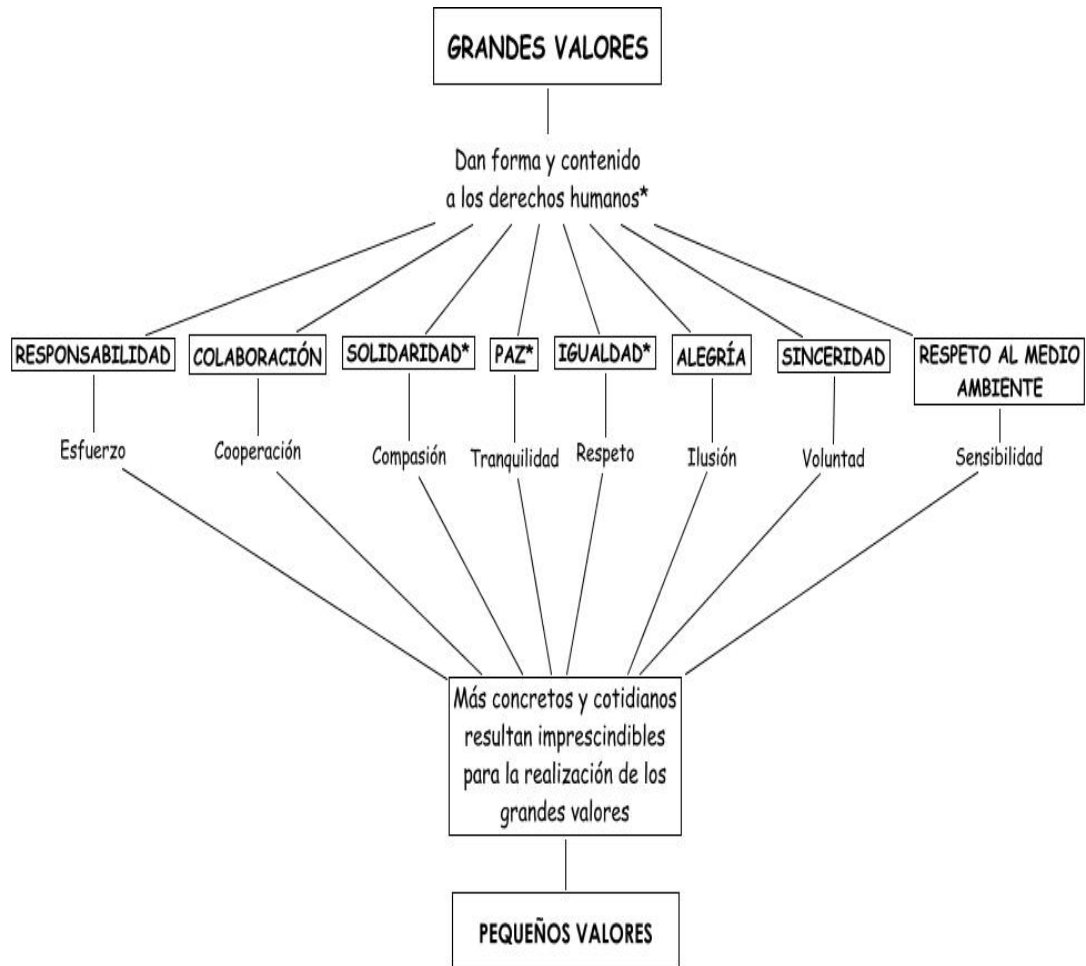 GRANDES VALORES
Dan forma y contenido
a los derechos humanos*
RESPONSABILIDAD
COLABORACIÓN
SOLIDARIDAD*
PAZ*
IGUALDAD*
ALEGRÍA
SINCERIDAD
RESPETO AL MEDIO
AMBIENTE
Esfuerzo
Cooperación
Compasión
Tranquilidad
Respeto
Ilusión
Voluntad
Sensibilidad
Más concretos y cotidianos
resultan imprescindibles
para la realización de los
grandes valores
PEQUEÑOS VALORES